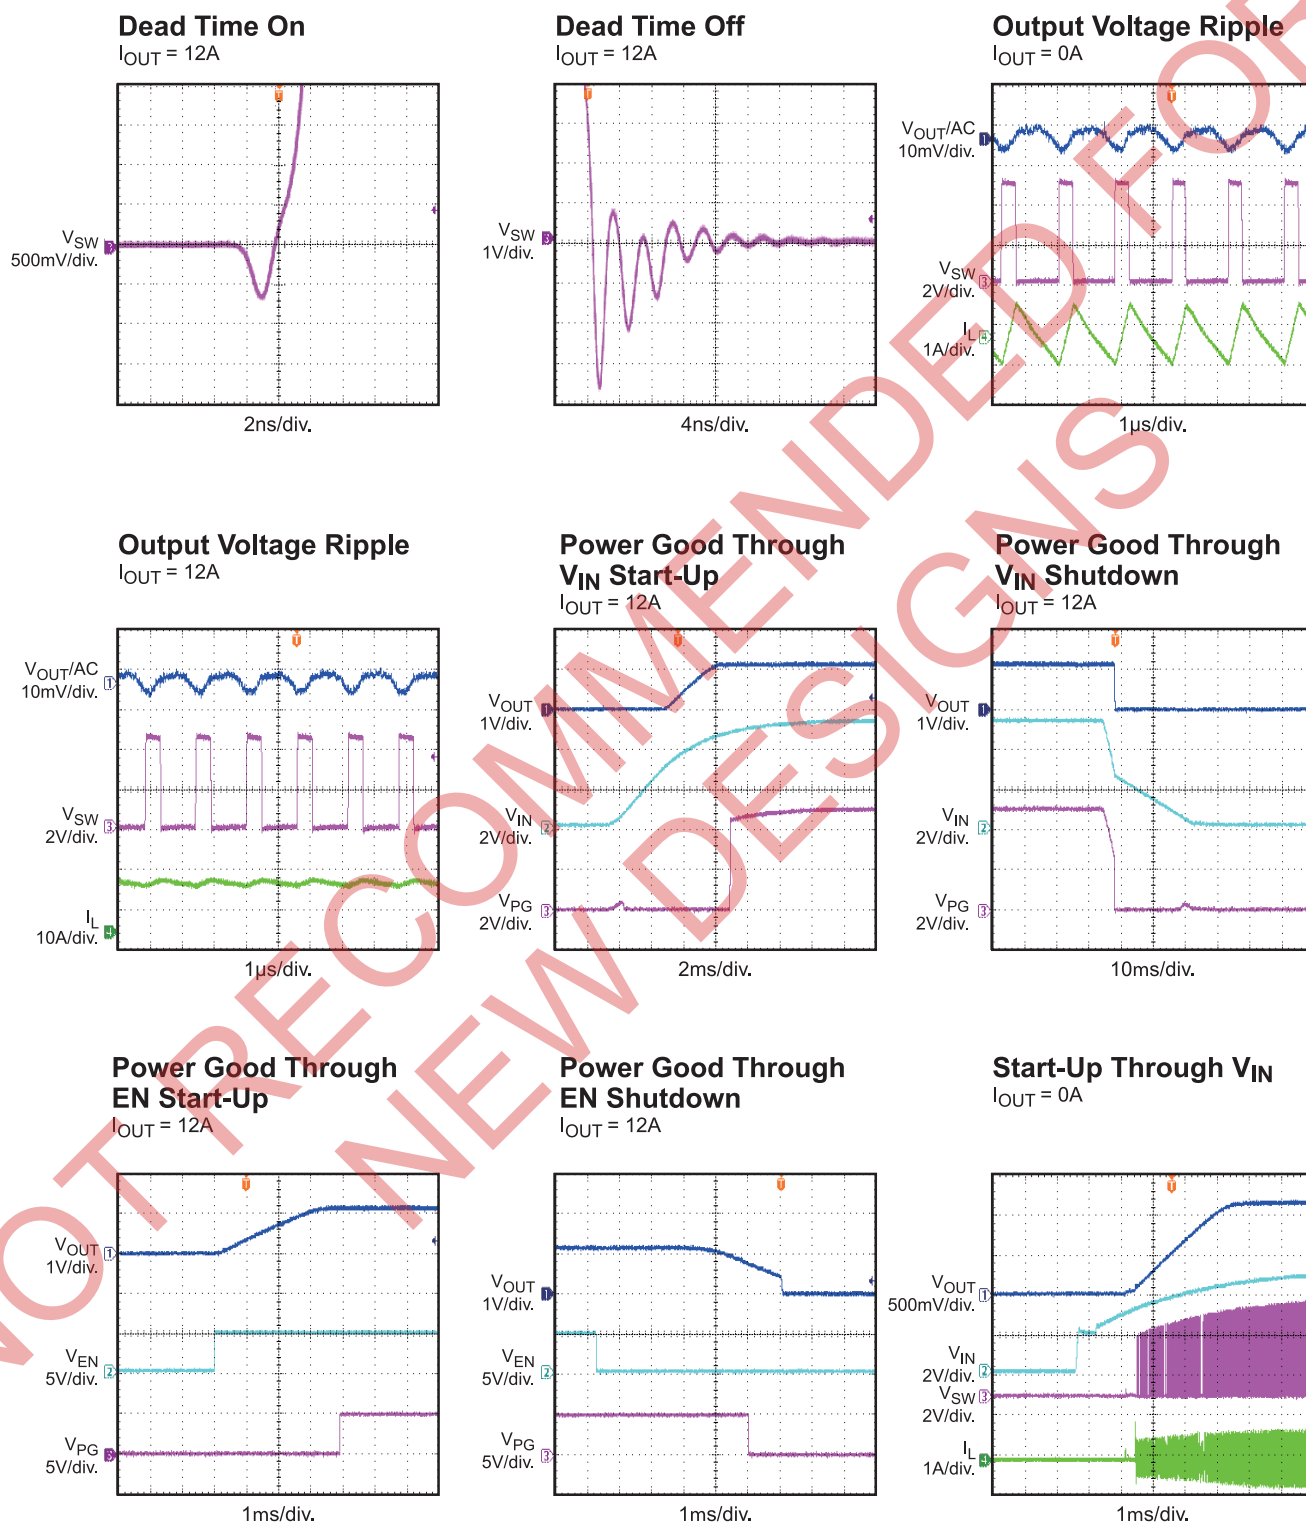 Dead Time On
IOUT = 12A
VSW
500mV/div.
2ns/div.
Dead Time Off
IOUT = 12A
VSW
1V/div.
4ns/div.
Output Voltage Ripple
IOUT = 0A
VOUT/AC
10mV/div.
VSW
2V/div.
IL
1A/div.
1µs/div.
Output Voltage Ripple
IOUT = 12A
VOUT/AC
10mV/div.
VSW
2V/div.
IL
10A/div.
1µs/div.
Power Good Through
VIN Start-Up
IOUT = 12A
VOUT
1V/div.
VIN
2V/div.
VPG
2V/div.
2ms/div.
Power Good Through
VIN Shutdown
IOUT = 12A
VOUT
1V/div.
VIN
2V/div.
VPG
2V/div.
10ms/div.
Power Good Through
EN Start-Up
IOUT = 12A
VOUT
1V/div.
VEN
5V/div.
VPG
5V/div.
1ms/div.
Power Good Through
EN Shutdown
IOUT = 12A
VOUT
1V/div.
VEN
5V/div.
VPG
5V/div.
1ms/div.
Start-Up Through VIN
IOUT = 0A
VOUT
500mV/div.
VIN
2V/div.
VSW
2V/div.
IL
1A/div.
1ms/div.
NOT RECOMMENDED FOR
NEW DESIGNS